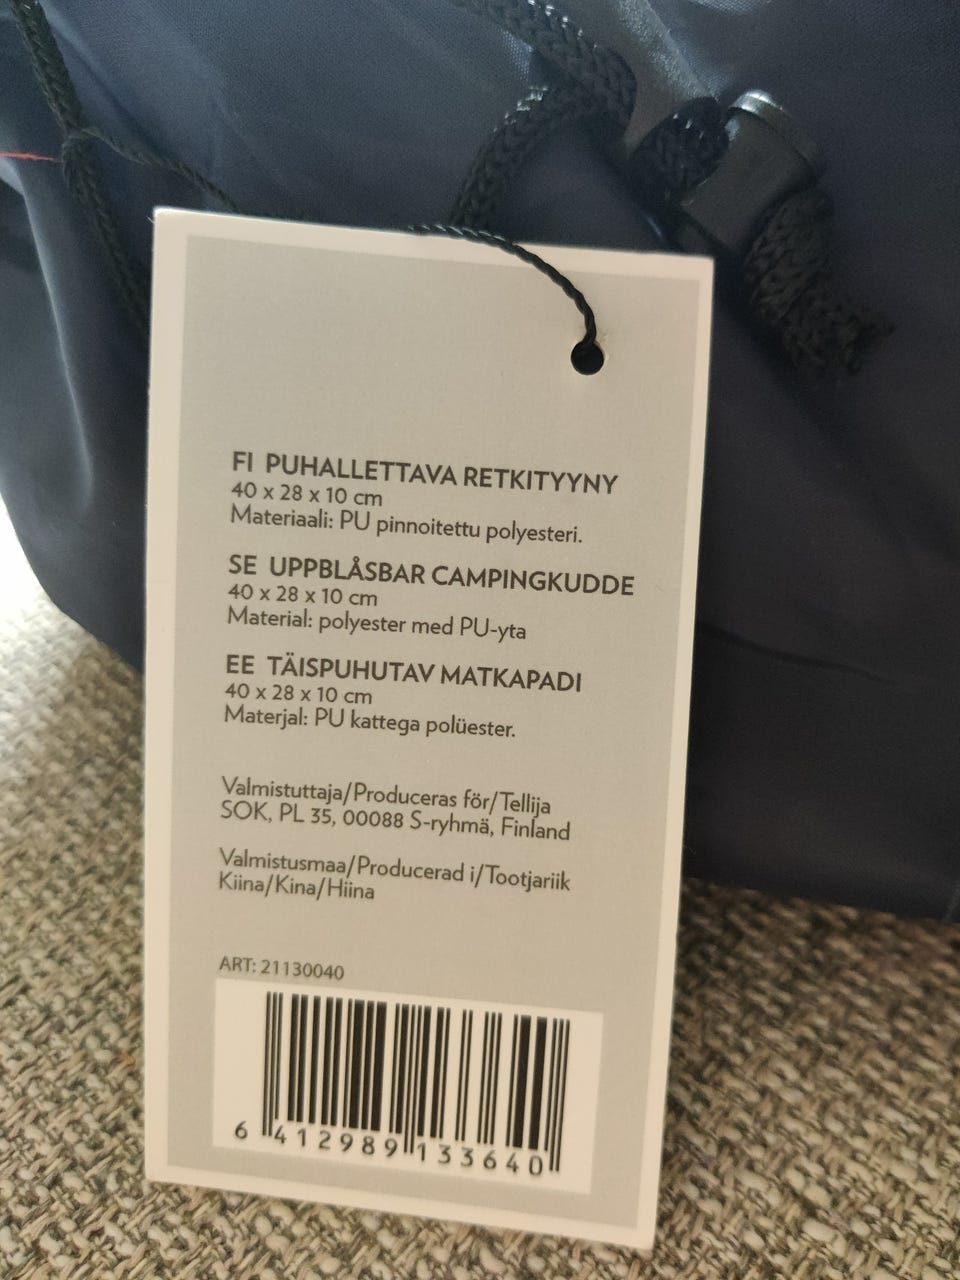 FI PUHALLETTAVA RETKITYYNY
40 x 28 x 10 cm
Materiaali: PU pinnoitettu polyesteri.
SE UPPBLÅSBAR CAMPINGKUDDE
40 x 28 x 10 cm
Material: polyester med PU-yta
EE TÄISPUHUTAV MATKAPADI
40 x 28 x 10 cm
Materjal: PU kattega polüester.
Valmistuttaja/Produceras för/Tellija
SOK, PL 35, 00088 S-ryhmä, Finland
Valmistusmaa/Producerad i/Tootjariik
Kiina/Kina/Hiina
ART: 21130040
6 412989 133640